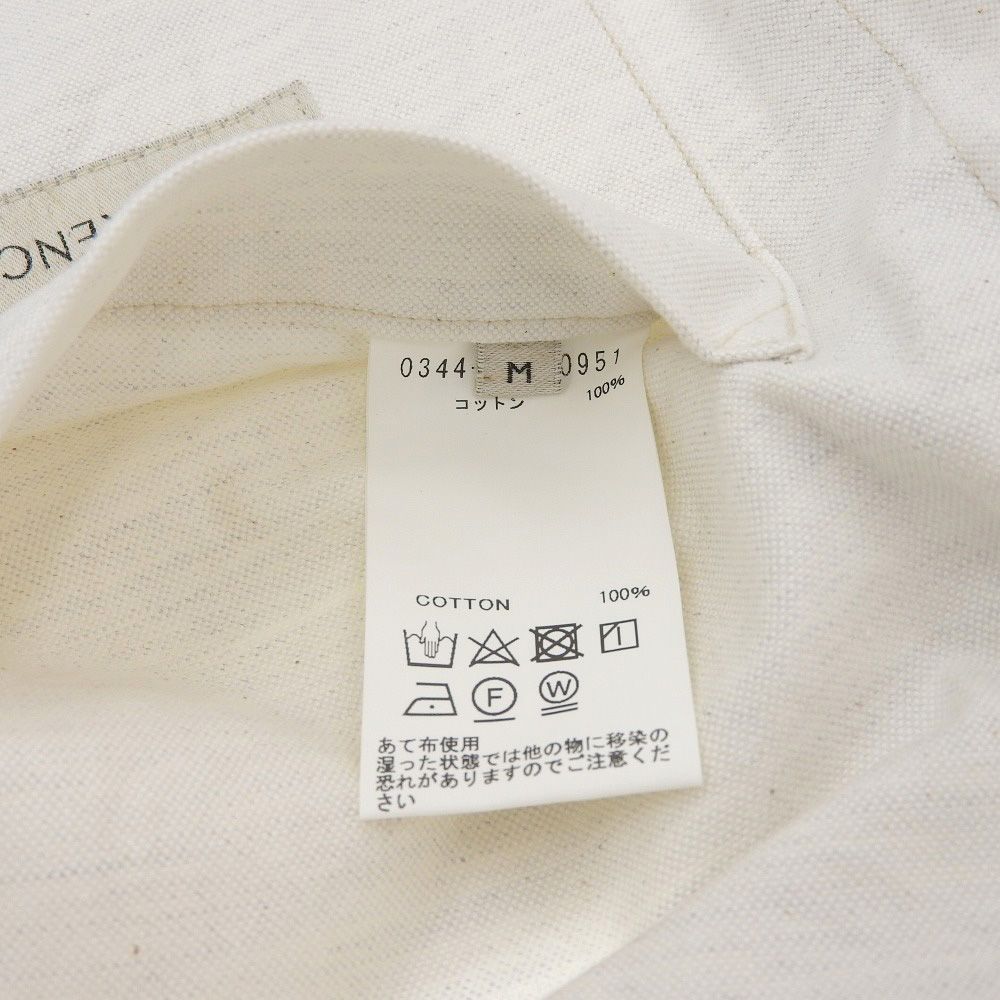 0344
M
0951
コットン 100%
COTTON 100%
F W
あて布使用
湿った状態では他の物に移染の
恐れがありますのでご注意くだ
さい